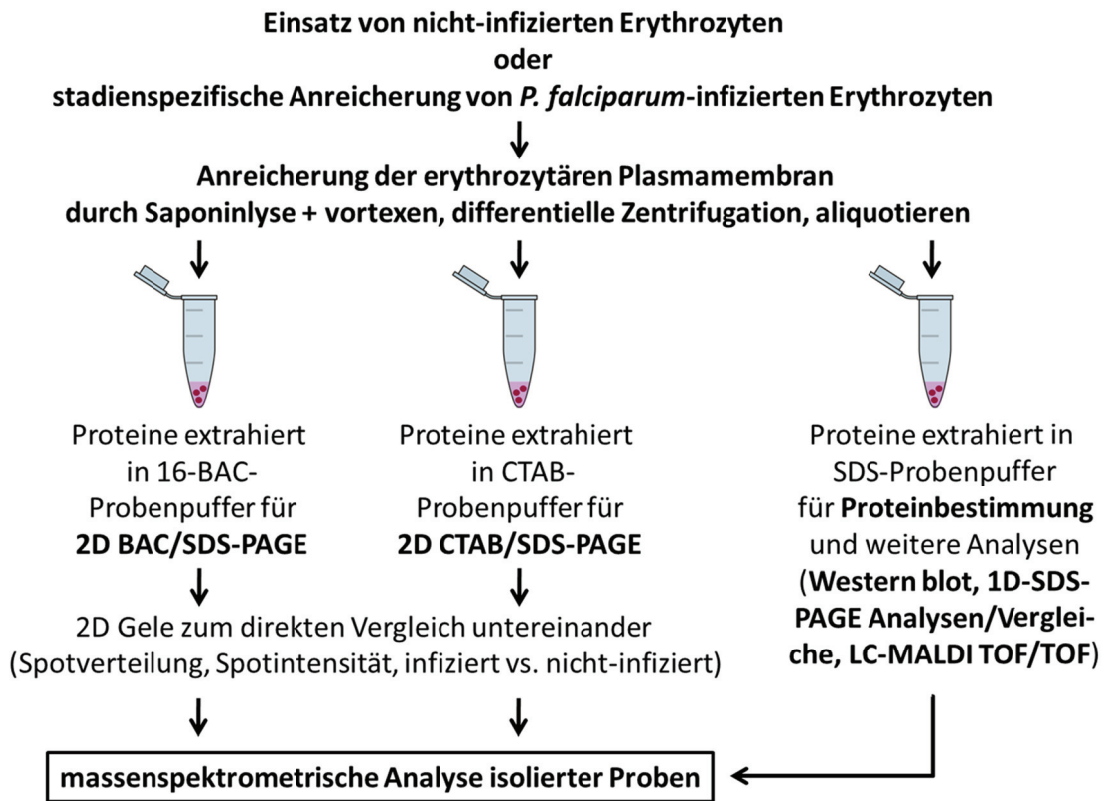 Einsatz von nicht-infizierten Erythrozyten
oder
stadienspezifische Anreicherung von P. falciparum-infizierten Erythrozyten
Anreicherung der erythrozytären Plasmamembran
durch Saponinlyse + vortexen, differentielle Zentrifugation, aliquotieren
Proteine extrahiert
in 16-BAC-
Probenpuffer für
2D BAC/SDS-PAGE
Proteine extrahiert
in CTAB-
Probenpuffer für
2D CTAB/SDS-PAGE
Proteine extrahiert in
SDS-Probenpuffer
für Proteinbestimmung
und weitere Analysen
(Western blot, 1D-SDS-
PAGE Analysen/Verglei-
che, LC-MALDI TOF/TOF)
2D Gele zum direkten Vergleich untereinander
(Spotverteilung, Spotintensität, infiziert vs. nicht-infiziert)
massenspektrometrische Analyse isolierter Proben